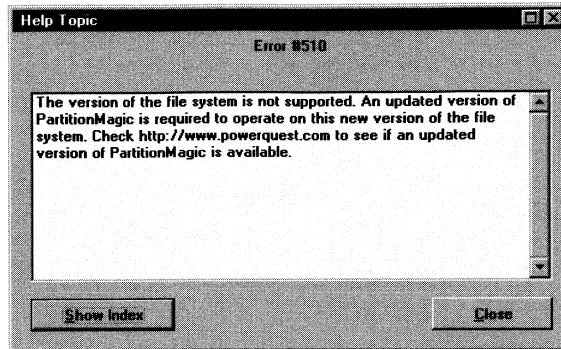 Help Topic
Error #510
The version of the file system is not supported. An updated version of
PartitionMagic is required to operate on this new version of the file
system. Check http://www.powerquest.com to see if an updated
version of PartitionMagic is available.
Show Index
Close